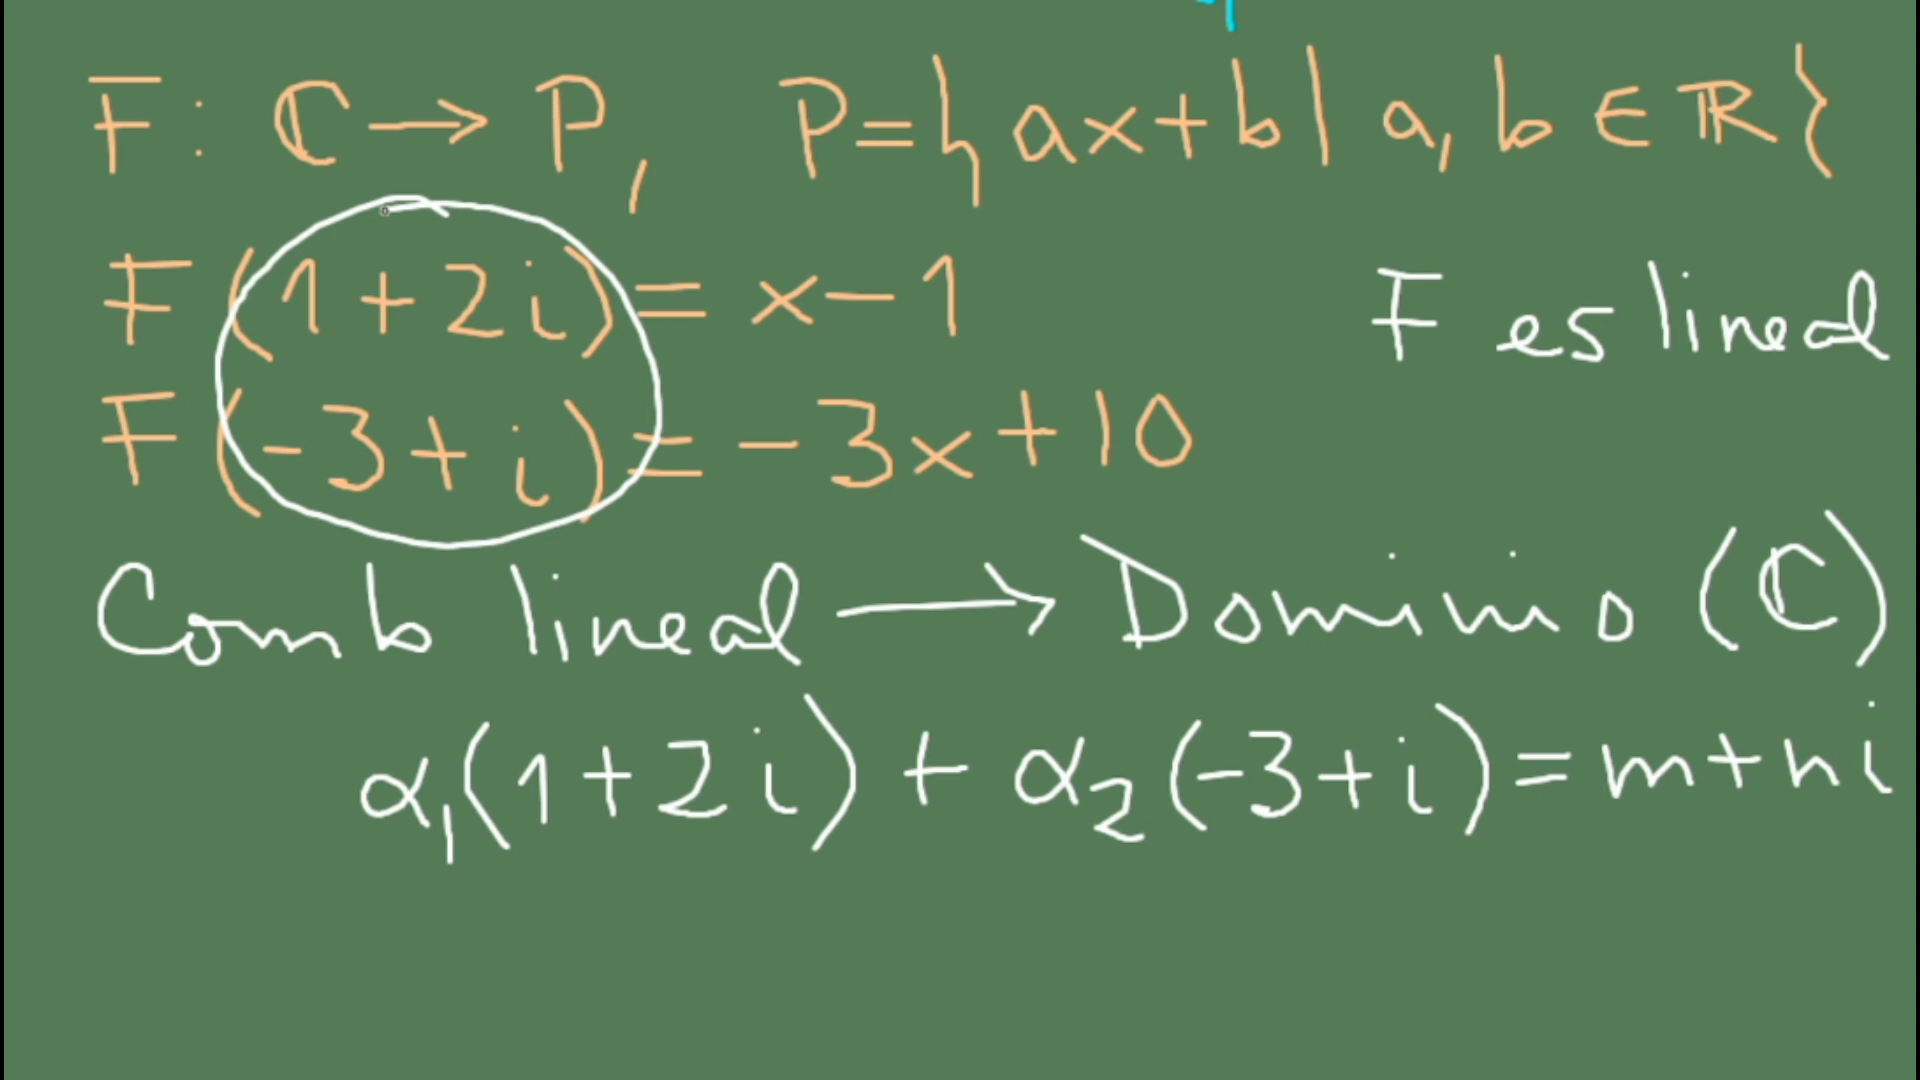 F: ℂ → P, P = { ax + b | a, b ∈ ℝ }
F (1 + 2i) = x - 1
F es lineal
F (-3 + i) = -3x + 10
Comb lineal → Dominio (ℂ)
α₁(1 + 2i) + α₂(-3 + i) = m + ni